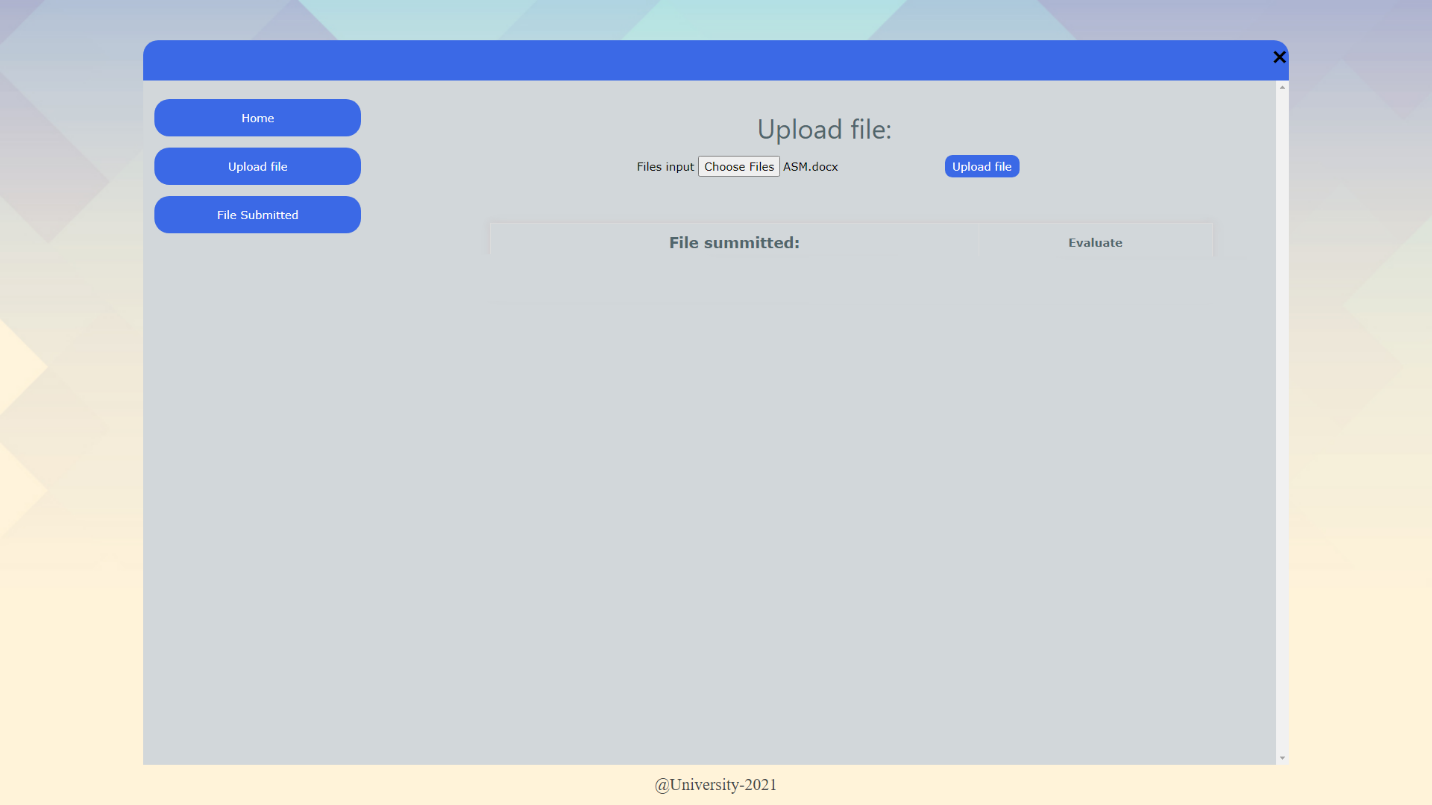 ×
Home
Upload file
File Submitted
Upload file:
Files input Choose Files ASM.docx Upload file
File summitted: Evaluate
@University-2021